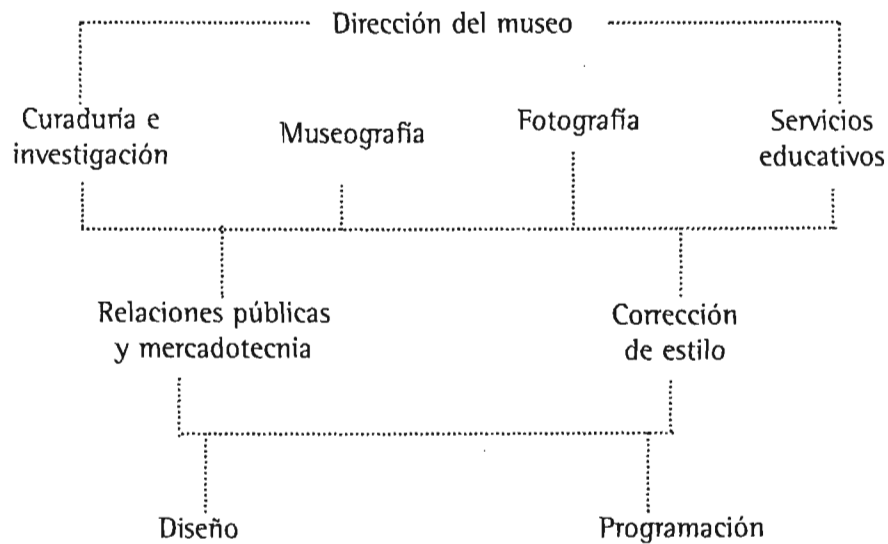 Dirección del museo
Curaduría e
investigación
Museografía
Fotografía
Servicios
educativos
Relaciones públicas
y mercadotecnia
Corrección
de estilo
Diseño
Programación